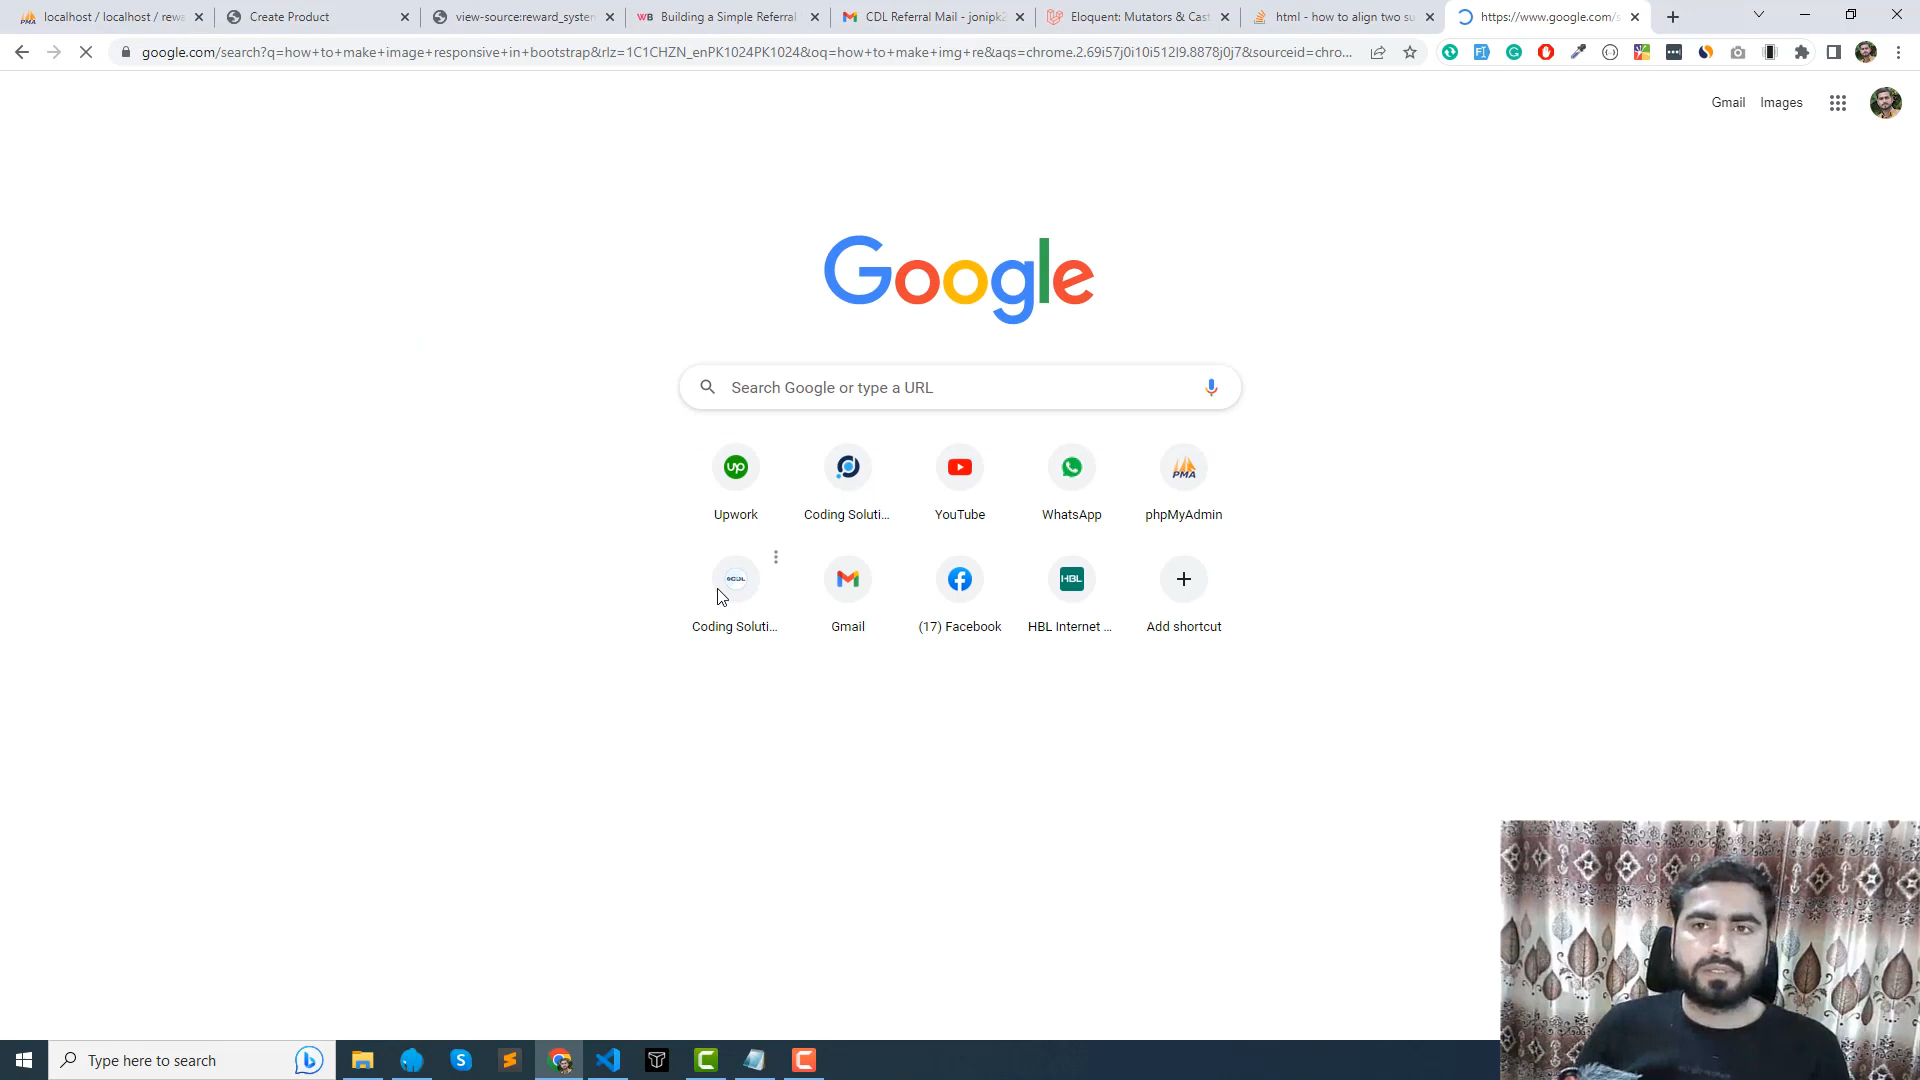 localhost / localhost / rewa
Create Product
view-source:reward_system
Building a Simple Referral
CDL Referral Mail - jonipk2
Eloquent: Mutators & Cast
html - how to align two su
https://www.google.com/s
google.com/search?q=how+to+make+image+responsive+in+bootstrap&rlz=1C1CHZN_enPK1024PK1024&oq=how+to+make+img+re&aqs=chrome.2.69i57j0i10i512l9.8878j0j7&sourceid=chro...
Gmail Images
Google
Search Google or type a URL
Upwork
Coding Soluti...
YouTube
WhatsApp
phpMyAdmin
Coding Soluti...
Gmail
(17) Facebook
HBL Internet ...
Add shortcut
Type here to search